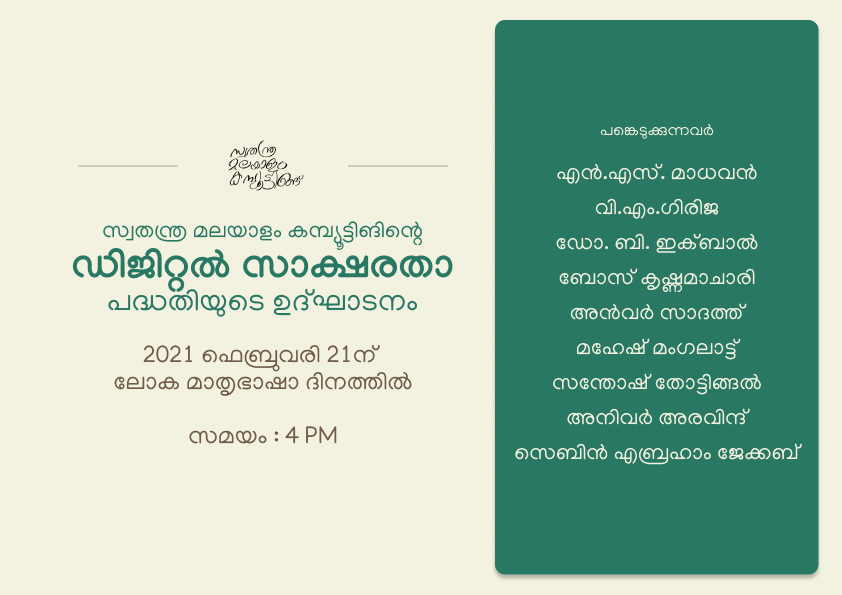 സ്വതന്ത്ര
മലയാളം
കമ്പ്യൂട്ടിങ്ങ്
സ്വതന്ത്ര മലയാളം കമ്പ്യൂട്ടിങിന്റെ
ഡിജിറ്റൽ സാക്ഷരതാ
പദ്ധതിയുടെ ഉദ്ഘാടനം
2021 ഫെബ്രുവരി 21ന്
ലോക മാതൃഭാഷാ ദിനത്തിൽ
സമയം : 4 PM
പങ്കെടുക്കുന്നവർ
എൻ.എസ്. മാധവൻ
വി.എം.ഗിരിജ
ഡോ. ബി. ഇക്ബാൽ
ബോസ് കൃഷ്ണമാചാരി
അൻവർ സാദത്ത്
മഹേഷ് മംഗലാട്ട്
സന്തോഷ് തോട്ടിങ്ങൽ
അനിവർ അരവിന്ദ്
സെബിൻ എബ്രഹാം ജേക്കബ്